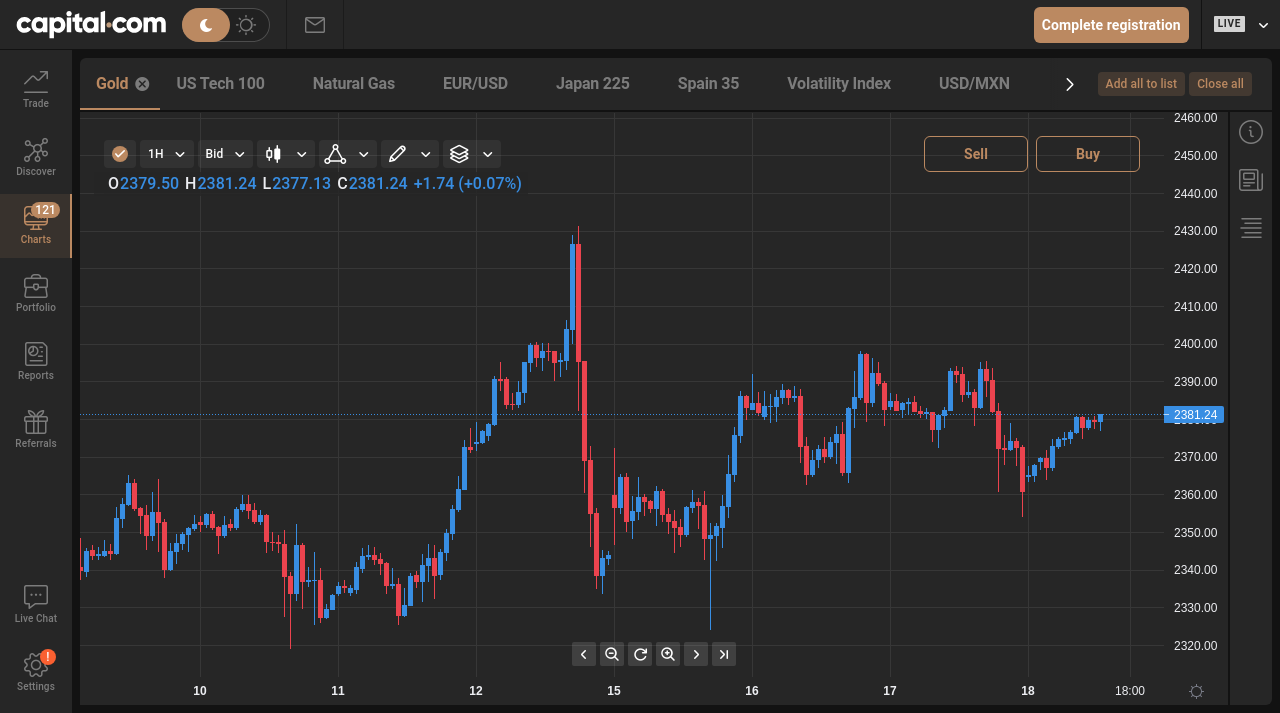 capital.com
Complete registration
LIVE
Trade
Discover
121
Charts
Portfolio
Reports
Referrals
Live Chat
!
Settings
Gold
US Tech 100
Natural Gas
EUR/USD
Japan 225
Spain 35
Volatility Index
USD/MXN
Add all to list
Close all
1H
Bid
Sell
Buy
O2379.50 H2381.24 L2377.13 C2381.24 +1.74 (+0.07%)
2460.00
2450.00
2440.00
2430.00
2420.00
2410.00
2400.00
2390.00
2381.24
2370.00
2360.00
2350.00
2340.00
2330.00
2320.00
10 11 12 15 16 17 18 18:00